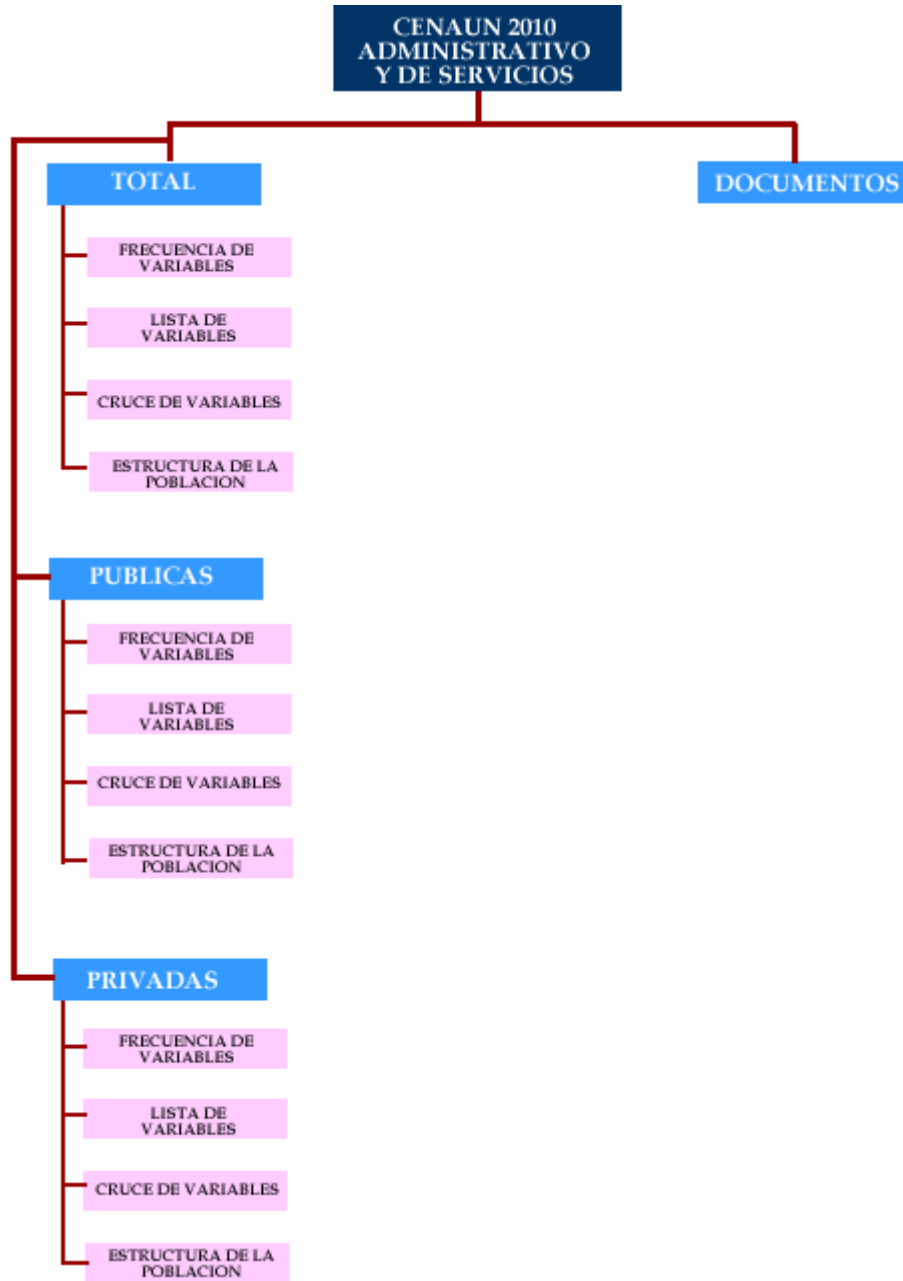 CENAUN 2010
ADMINISTRATIVO
Y DE SERVICIOS
TOTAL
DOCUMENTOS
FRECUENCIA DE
VARIABLES
LISTA DE
VARIABLES
CRUCE DE VARIABLES
ESTRUCTURA DE LA
POBLACION
PUBLICAS
FRECUENCIA DE
VARIABLES
LISTA DE
VARIABLES
CRUCE DE VARIABLES
ESTRUCTURA DE LA
POBLACION
PRIVADAS
FRECUENCIA DE
VARIABLES
LISTA DE
VARIABLES
CRUCE DE VARIABLES
ESTRUCTURA DE LA
POBLACION